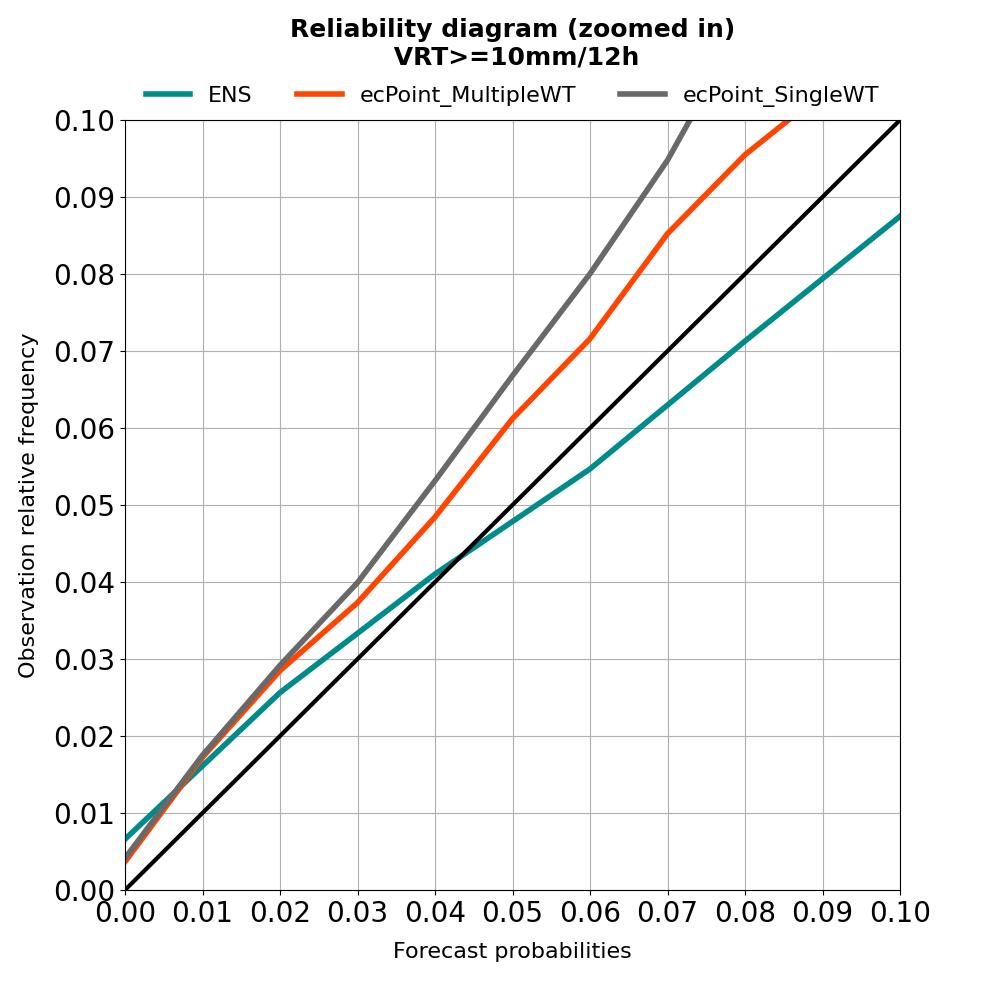 Reliability diagram (zoomed in)
VRT>=10mm/12h
ENS ecPoint_MultipleWT ecPoint_SingleWT
0.10
0.09
0.08
0.07
0.06
0.05
0.04
0.03
0.02
0.01
0.00
Observation relative frequency
0.00 0.01 0.02 0.03 0.04 0.05 0.06 0.07 0.08 0.09 0.10
Forecast probabilities